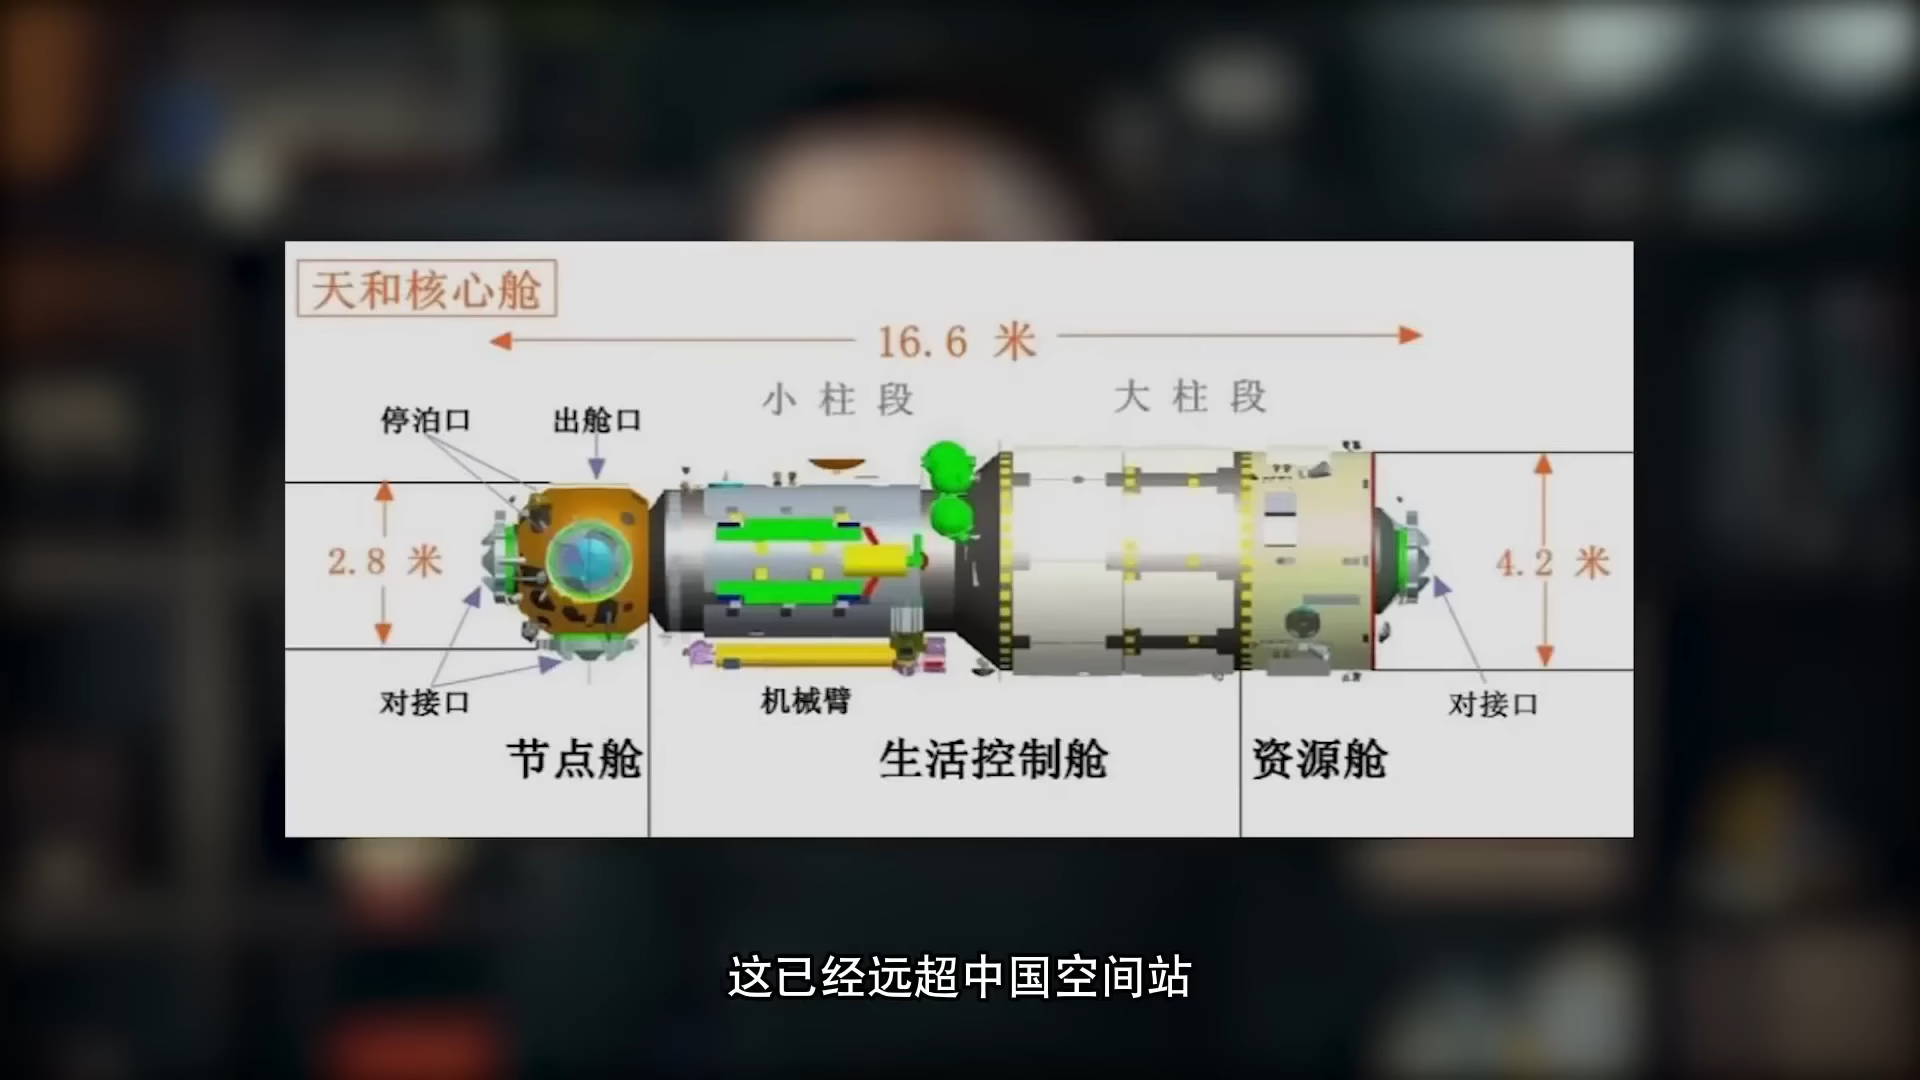 天和核心舱
16.6 米
小柱段
大柱段
停泊口
出舱口
2.8 米
4.2 米
对接口
机械臂
对接口
节点舱
生活控制舱
资源舱
这已经远超中国空间站